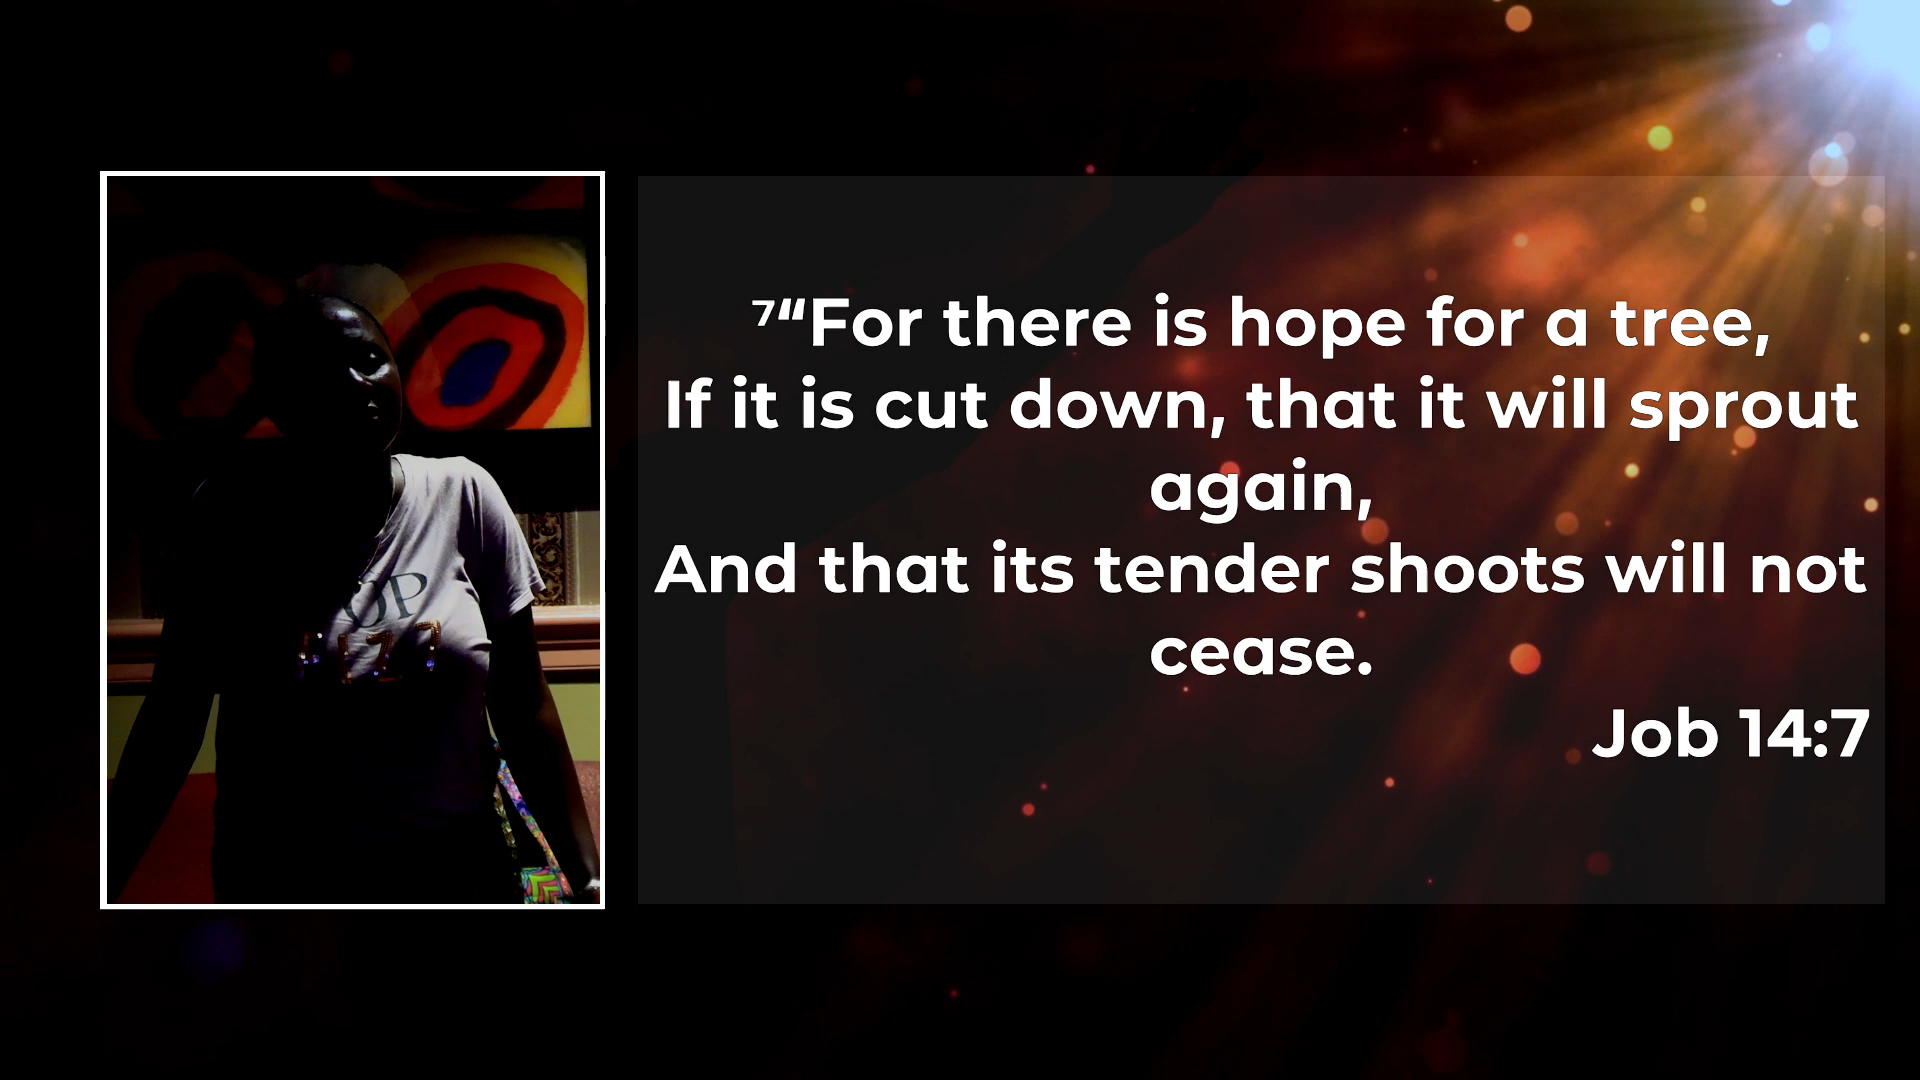 OP
⁷“For there is hope for a tree,
If it is cut down, that it will sprout
again,
And that its tender shoots will not
cease.
Job 14:7